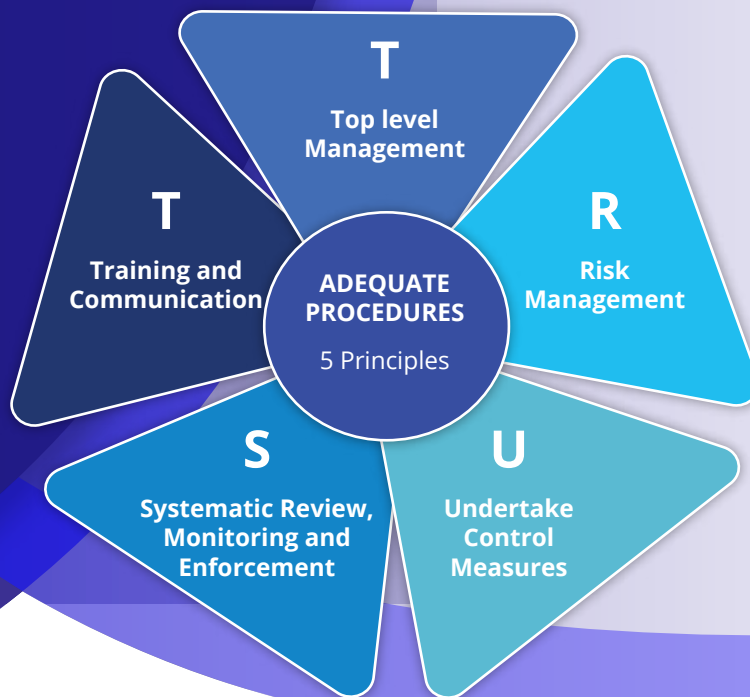 T
Top level
Management
R
Risk
Management
U
Undertake
Control
Measures
S
Systematic Review,
Monitoring and
Enforcement
T
Training and
Communication
ADEQUATE
PROCEDURES
5 Principles